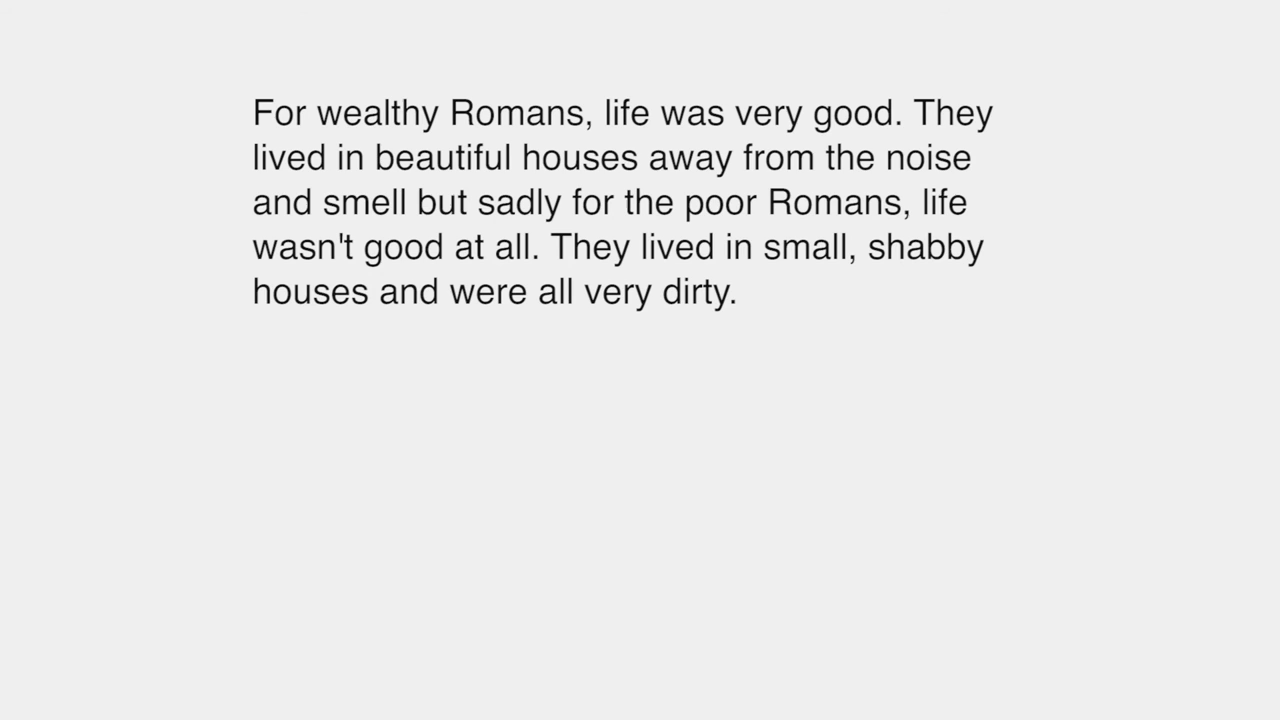 For wealthy Romans, life was very good. They
lived in beautiful houses away from the noise
and smell but sadly for the poor Romans, life
wasn't good at all. They lived in small, shabby
houses and were all very dirty.